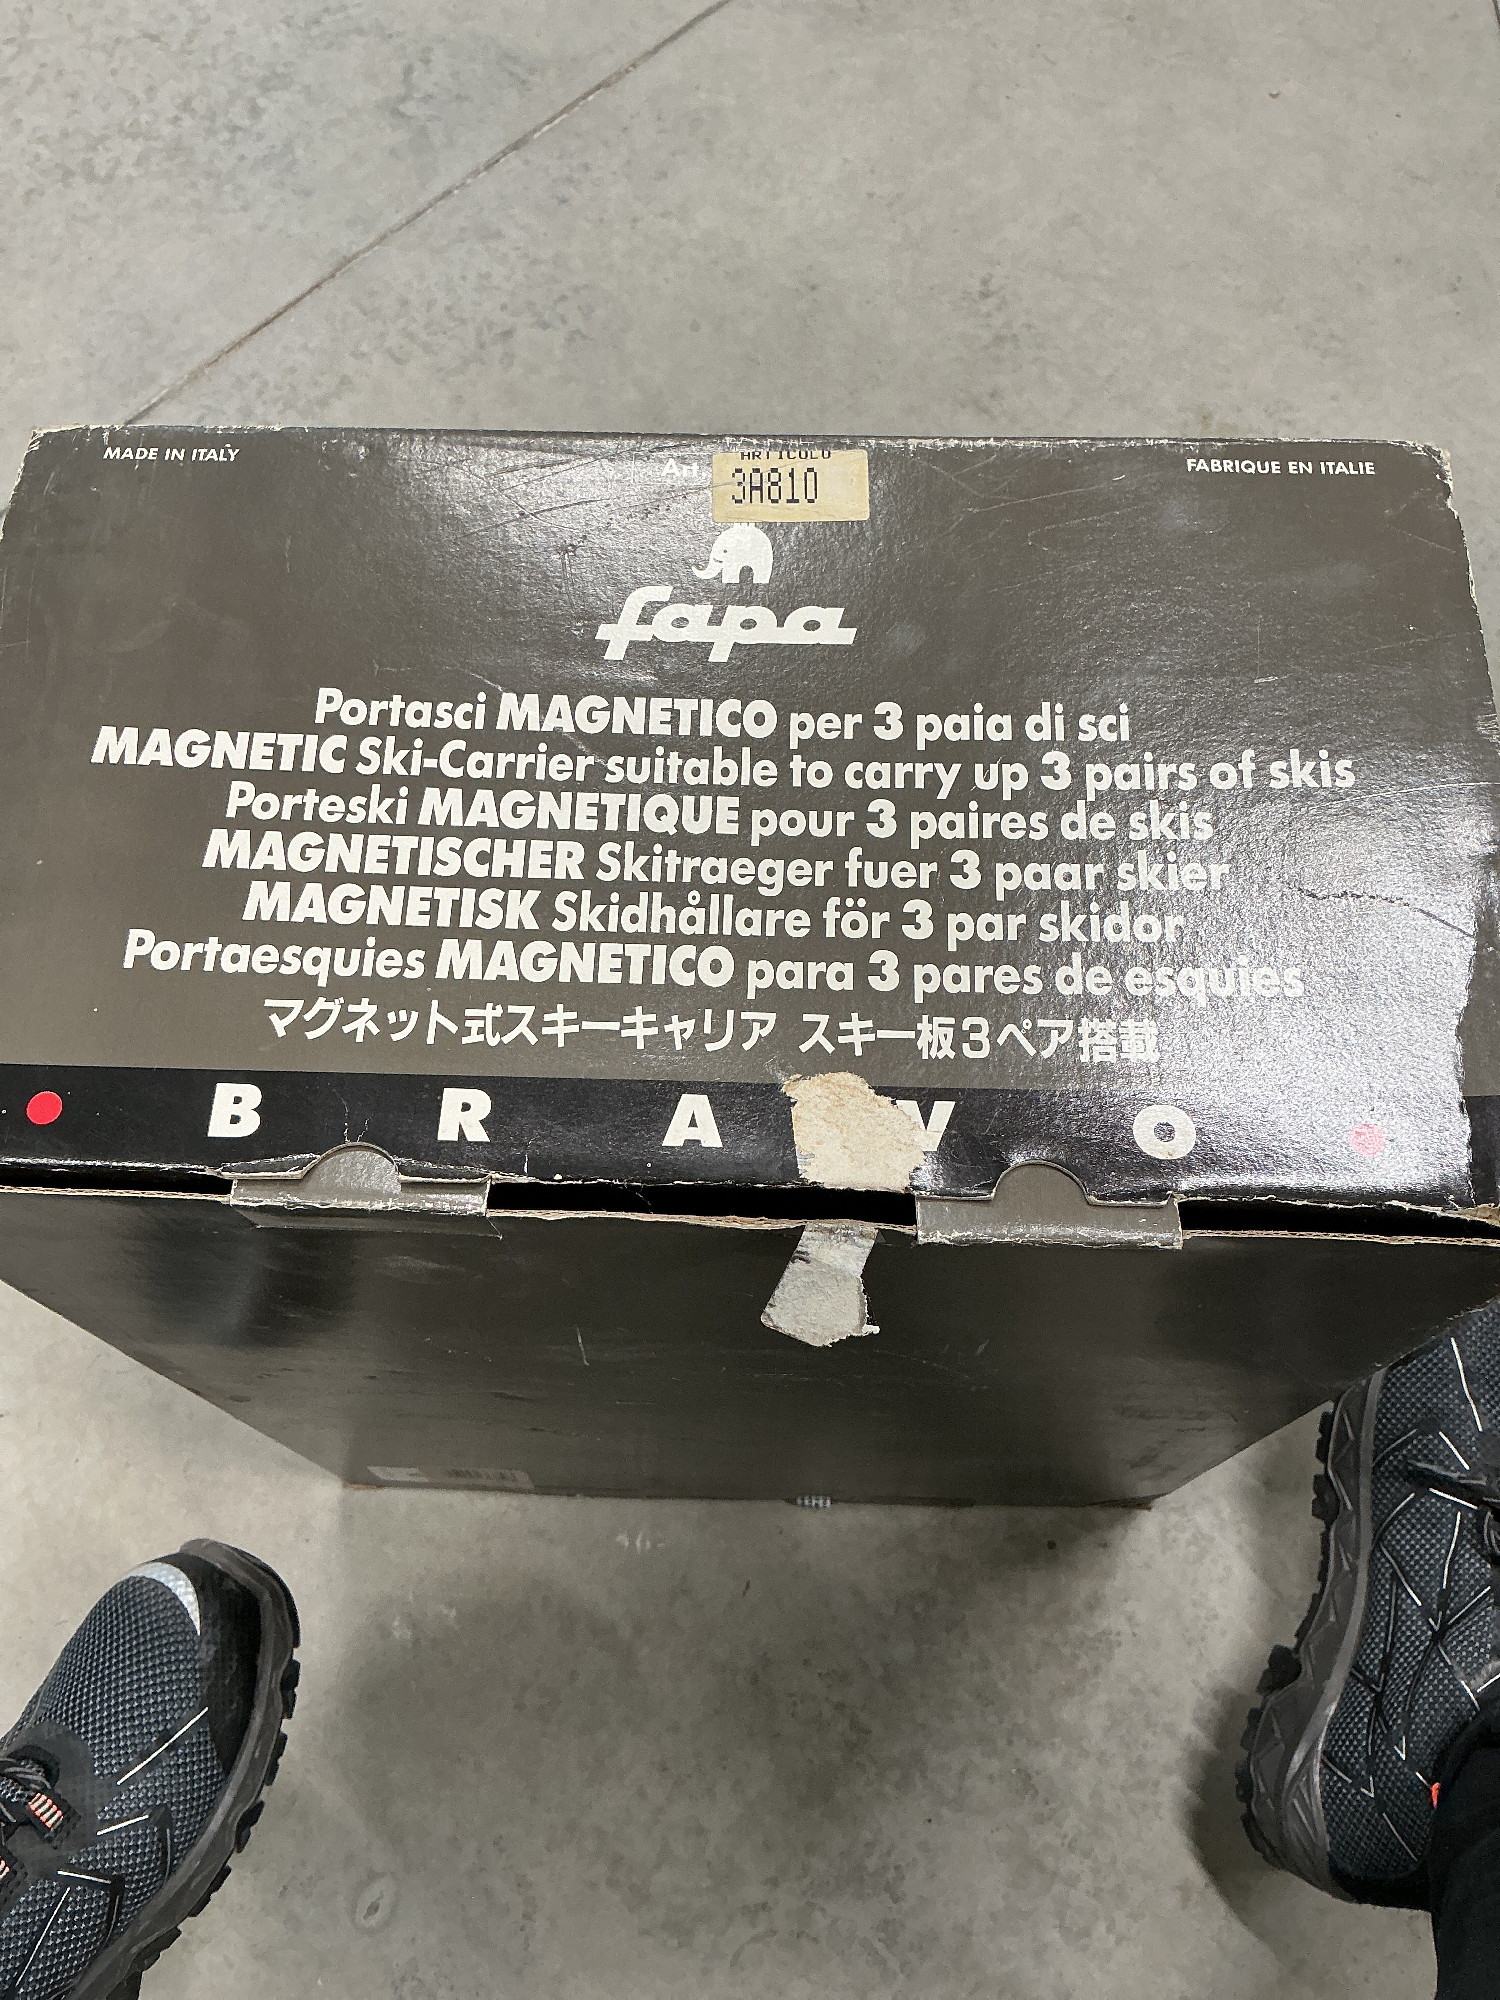 MADE IN ITALY
Art
ARTICOLO
3A810
FABRIQUE EN ITALIE
fapa
Portasci MAGNETICO per 3 paia di sci
MAGNETIC Ski-Carrier suitable to carry up 3 pairs of skis
Porteski MAGNETIQUE pour 3 paires de skis
MAGNETISCHER Skitraeger fuer 3 paar skier
MAGNETISK Skidhållare för 3 par skidor
Portaesquies MAGNETICO para 3 pares de esquies
マグネット式スキーキャリア スキー板3ペア搭載
BRAVO